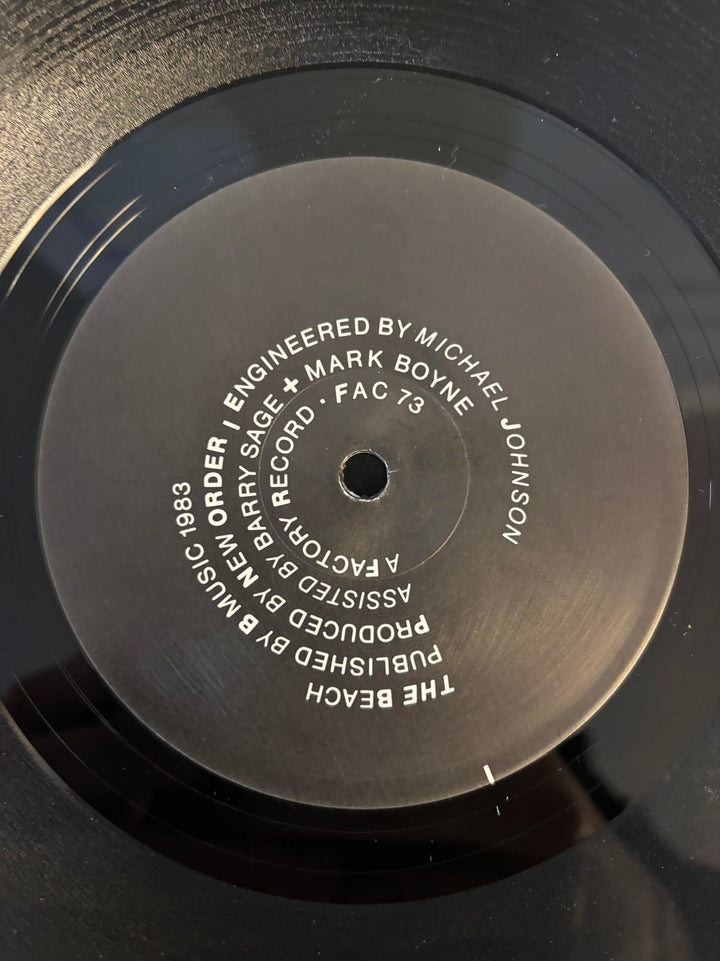 THE BEACH
PUBLISHED BY B MUSIC 1983
PRODUCED BY NEW ORDER / ENGINEERED BY MICHAEL JOHNSON
ASSISTED BY BARRY SAGE + MARK BOYNE
A FACTORY RECORD · FAC 73